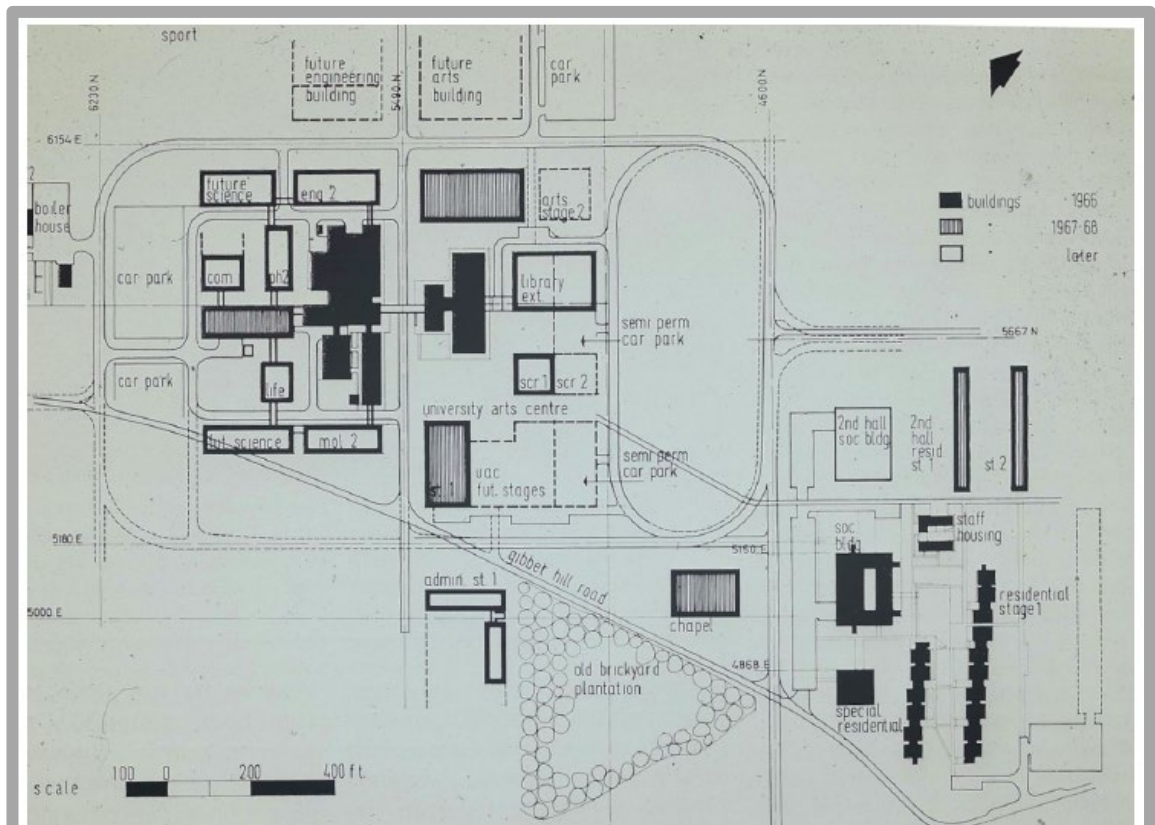 sport
future
engineering
building
future
arts
building
car
park
6230 N
5490 N
4600 N
6154 E
2
boiler
house
future
science
eng 2
arts
stage 2
buildings 1966
" 1967-68
" later
car park
com
ph2
library
ext.
semi perm
car park
5667 N
car park
life
scr 1
scr 2
university arts centre
fut. science
mol. 2
st. 1
u.a.c.
fut. stages
semi perm
car park
2nd hall
soc bldg
2nd
hall
resid
st. 1
st. 2
5180 E
5160 E
soc
bldg
staff
housing
gibbet hill road
admin. st. 1
5000 E
chapel
residential
stage 1
old brickyard
plantation
4868 E
special
residential
scale
100 0 200 400 ft.